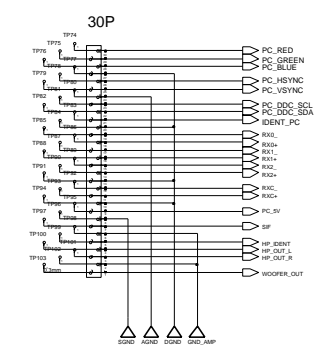 30P
TP74
TP75
TP76
TP77
TP78
TP79
TP80
TP81
TP82
TP83
TP84
TP85
TP86
TP87
TP88
TP89
TP90
TP91
TP92
TP93
TP94
TP95
TP96
TP97
TP98
TP99
TP100
TP101
TP102
TP103
PC_RED
PC_GREEN
PC_BLUE
PC_HSYNC
PC_VSYNC
PC_DDC_SCL
PC_DDC_SDA
IDENT_PC
RX0_
RX0+
RX1_
RX1+
RX2_
RX2+
RXC_
RXC+
PC_5V
SIF
HP_IDENT
HP_OUT_L
HP_OUT_R
WOOFER_OUT
SGND AGND DGND GND_AMP